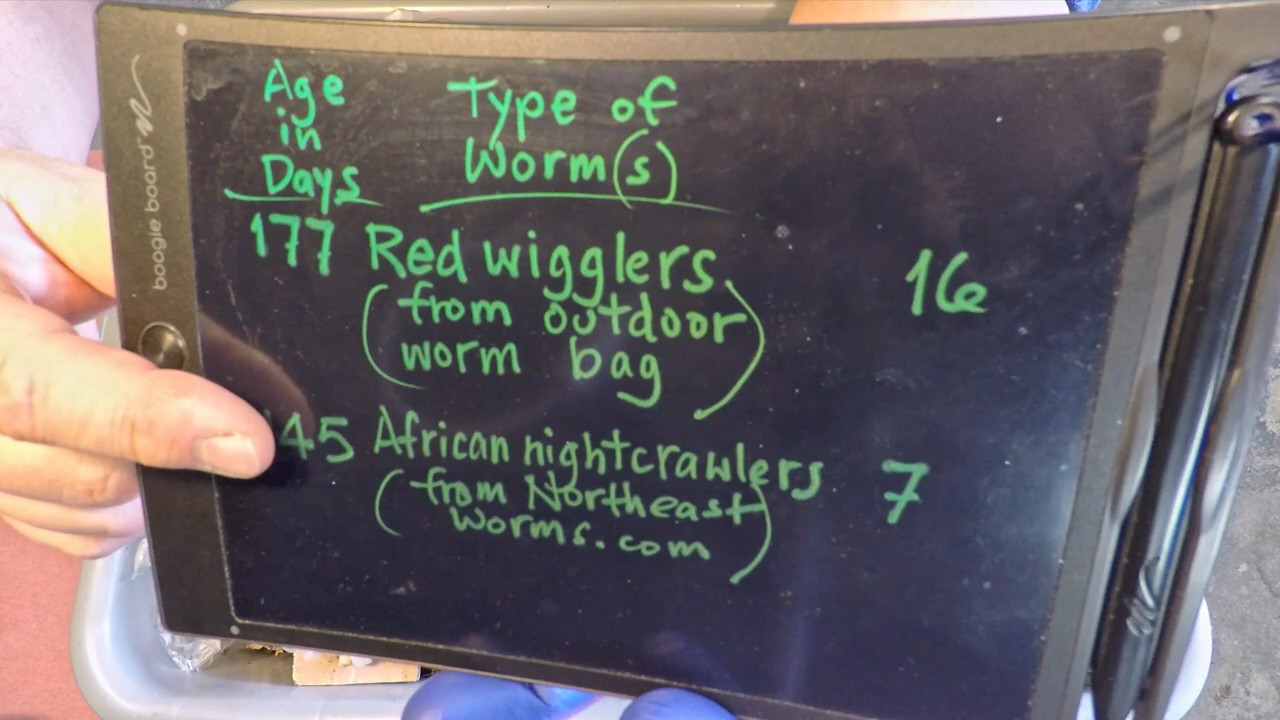 boogie board
Age
in
Days
Type of
Worm(s)
177 Red wigglers 16
(from outdoor
worm bag)
45 African nightcrawlers 7
(from Northeast
worms.com)